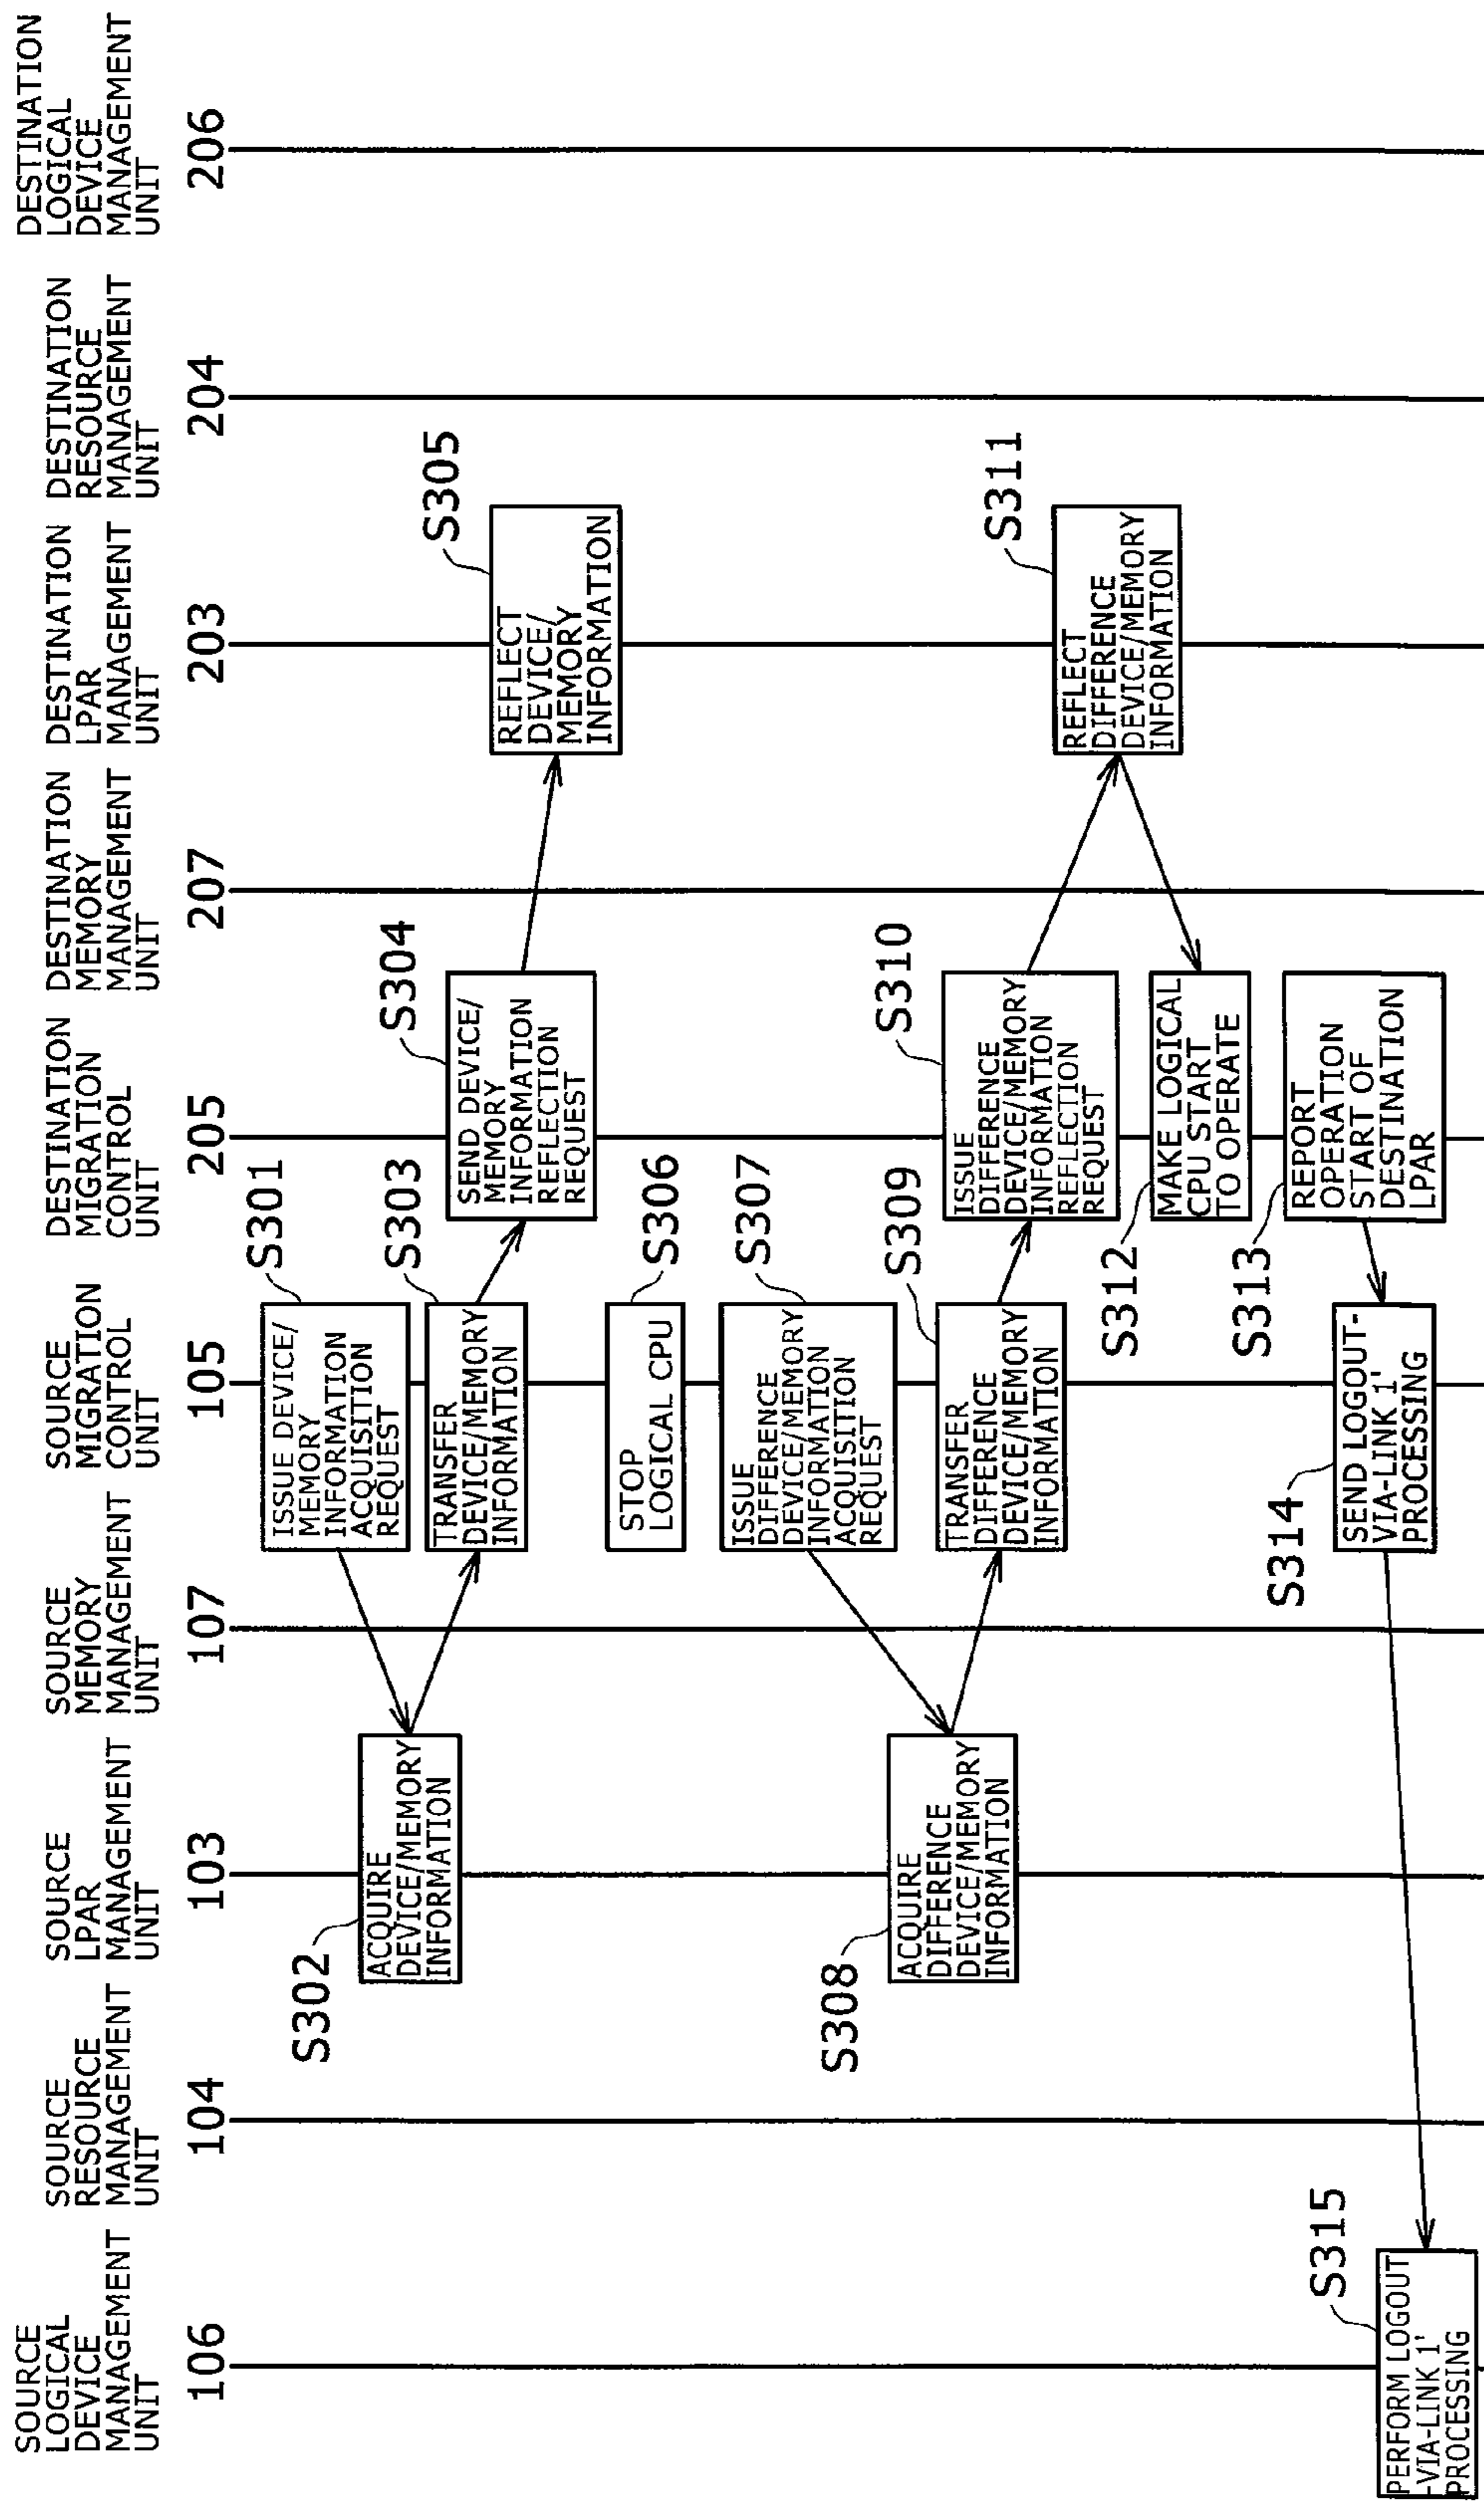 SOURCE
LOGICAL
DEVICE
MANAGEMENT
UNIT
106
SOURCE
RESOURCE
MANAGEMENT
UNIT
104
SOURCE
LPAR
MANAGEMENT
UNIT
103
SOURCE
MEMORY
MANAGEMENT
UNIT
107
SOURCE
MIGRATION
CONTROL
UNIT
105
DESTINATION
MIGRATION
CONTROL
UNIT
205
DESTINATION
MEMORY
MANAGEMENT
UNIT
207
DESTINATION
LPAR
MANAGEMENT
UNIT
203
DESTINATION
RESOURCE
MANAGEMENT
UNIT
204
DESTINATION
LOGICAL
DEVICE
MANAGEMENT
UNIT
206
S301
ISSUE DEVICE/
MEMORY
INFORMATION
ACQUISITION
REQUEST
S302
ACQUIRE
DEVICE/MEMORY
INFORMATION
S303
TRANSFER
DEVICE/MEMORY
INFORMATION
S304
SEND DEVICE/
MEMORY
INFORMATION
REFLECTION
REQUEST
S305
REFLECT
DEVICE/
MEMORY
INFORMATION
S306
STOP
LOGICAL CPU
S307
ISSUE
DIFFERENCE
DEVICE/MEMORY
INFORMATION
ACQUISITION
REQUEST
S308
ACQUIRE
DIFFERENCE
DEVICE/MEMORY
INFORMATION
S309
TRANSFER
DIFFERENCE
DEVICE/MEMORY
INFORMATION
S310
ISSUE
DIFFERENCE
DEVICE/MEMORY
INFORMATION
REFLECTION
REQUEST
S311
REFLECT
DIFFERENCE
DEVICE/MEMORY
INFORMATION
S312
MAKE LOGICAL
CPU START
TO OPERATE
S313
REPORT
OPERATION
START OF
DESTINATION
LPAR
S314
SEND LOGOUT-
VIA-LINK 1'
PROCESSING
S315
PERFORM LOGOUT
-VIA-LINK 1'
PROCESSING